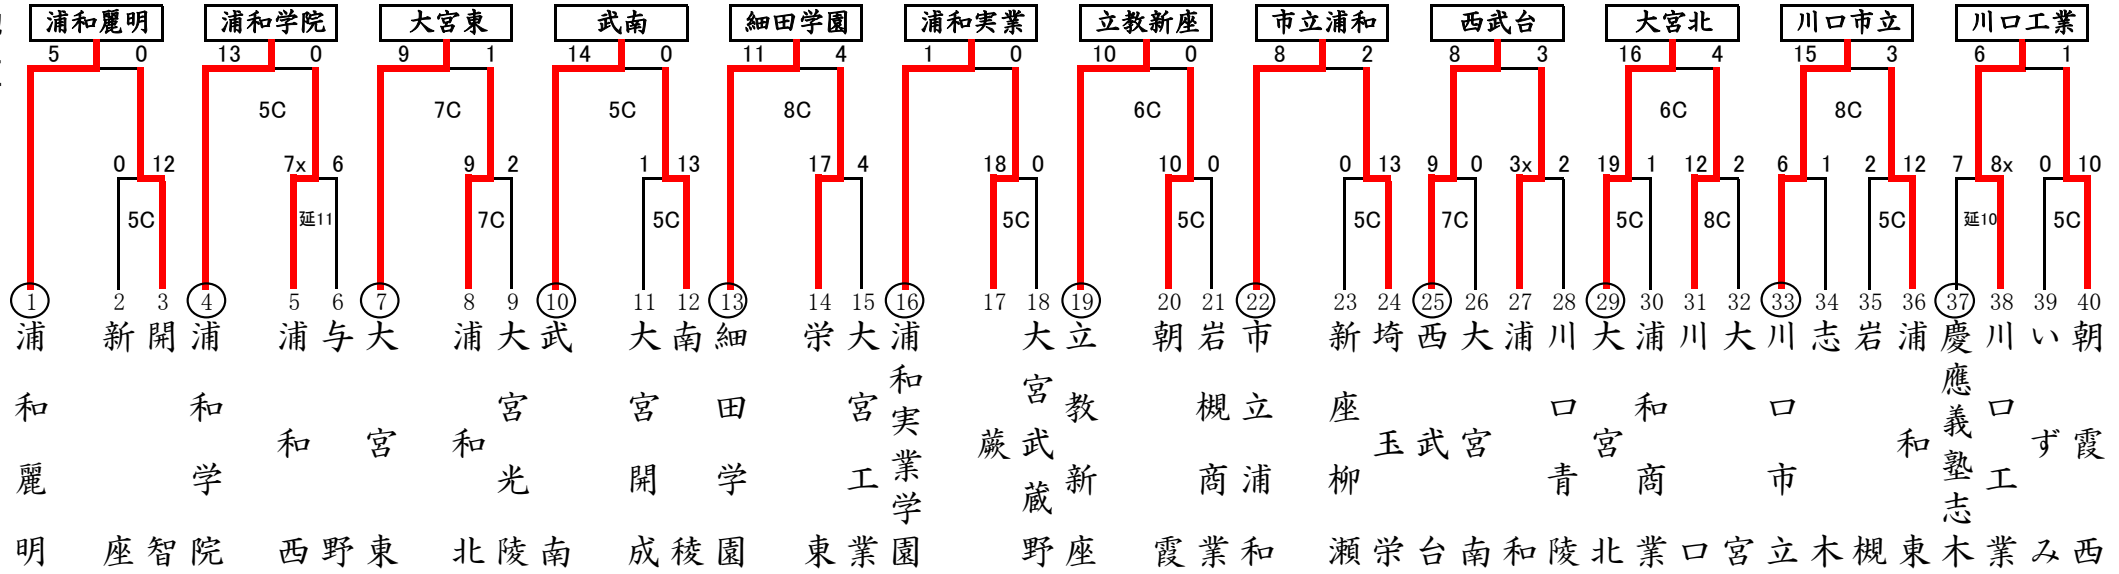 浦和麗明 浦和学院 大宮東 武南 細田学園 浦和実業 立教新座 市立浦和 西武台 大宮北 川口市立 川口工業
5 0 13 0 9 1 14 0 11 4 1 0 10 0 8 2 8 3 16 4 15 3 6 1
5C 7C 5C 8C 6C 6C 8C
0 12 7x 6 9 2 1 13 17 4 18 0 10 0 0 13 9 0 3x 2 19 1 12 2 6 1 2 12 7 8x 0 10
5C 延11 7C 5C 5C 5C 5C 7C 5C 8C 5C 延10 5C
1 2 3 4 5 6 7 8 9 10 11 12 13 14 15 16 17 18 19 20 21 22 23 24 25 26 27 28 29 30 31 32 33 34 35 36 37 38 39 40
浦和麗明
新座
開智
浦和学院
浦和西
与野
大宮東
浦和北
大宮光陵
武南
大宮開成
南稜
細田学園
栄東
大宮工業
浦和実業学園
蕨
大宮武蔵野
立教新座
朝霞
岩槻商業
市立浦和
新座柳瀬
埼玉栄
西武台
大宮南
浦和
川口青陵
大宮北
浦和商業
川口
大宮
川口市立
志木
岩槻
浦和東
慶應義塾志木
川口工業
いずみ
朝霞西